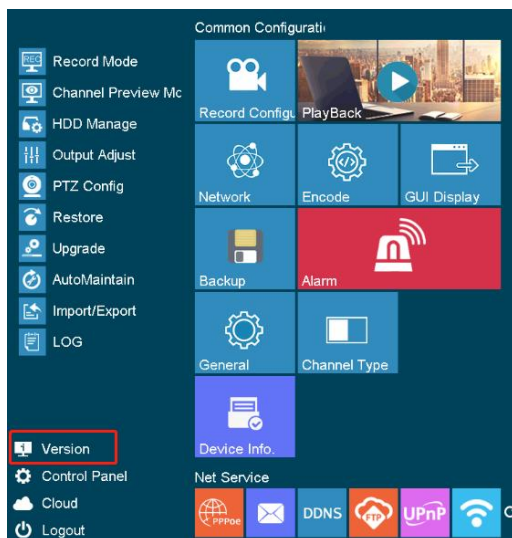 Common Configurati
REC
Record Mode
Channel Preview Mo
HDD Manage
Output Adjust
PTZ Config
Restore
Upgrade
AutoMaintain
Import/Export
LOG
Version
Control Panel
Cloud
Logout
Record Configu
PlayBack
Network
Encode
GUI Display
Backup
Alarm
General
Channel Type
Device Info.
Net Service
PPPoe
DDNS
FTP
UPnP